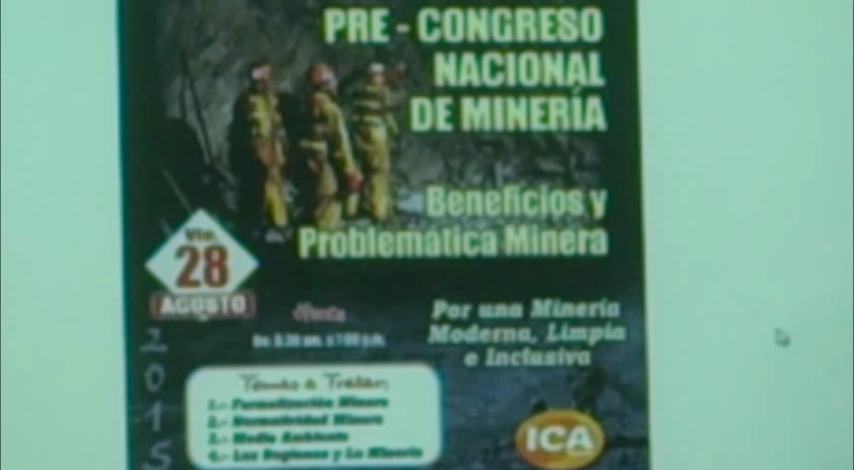 PRE - CONGRESO
NACIONAL
DE MINERÍA
Beneficios y
Problemática Minera
Vie.
28
AGOSTO
2015
Por una Minería
Moderna, Limpia
e Inclusiva
Temas a Tratar:
1.- Formalización Minera
2.- Normatividad Minera
3.- Medio Ambiente
4.- Las Regiones y La Minería
ICA